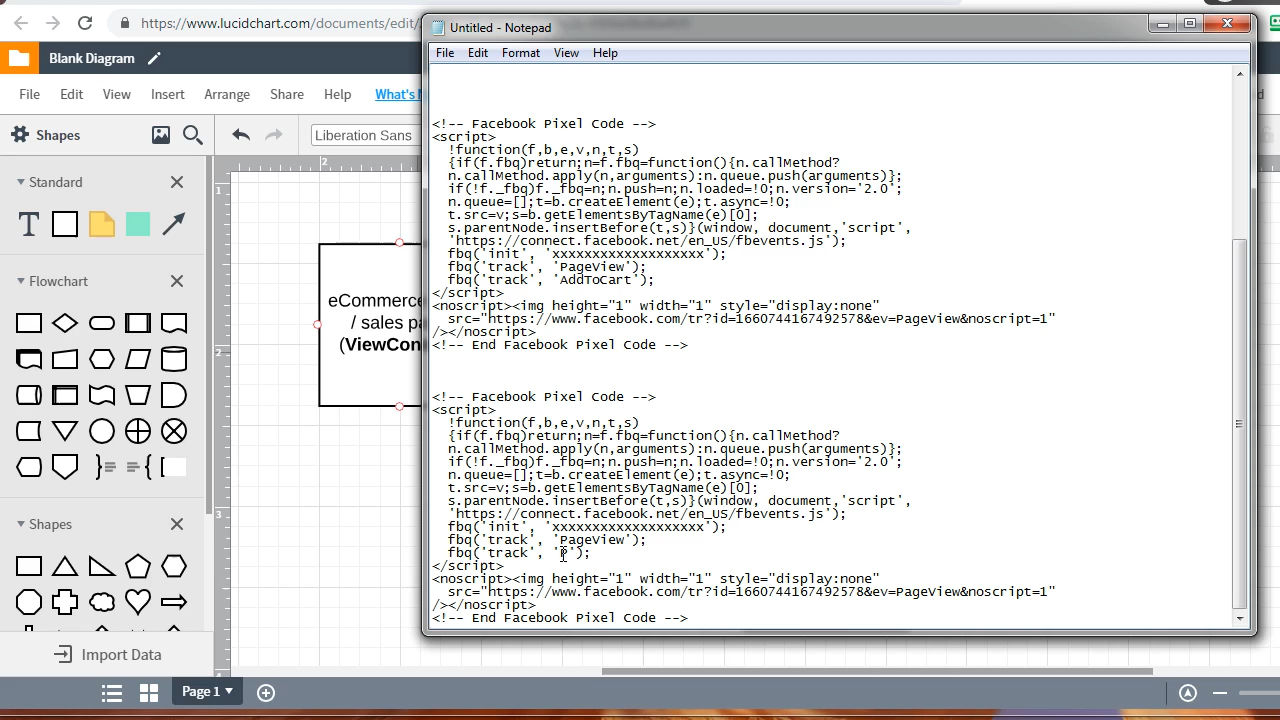 https://www.lucidchart.com/documents/edit/
Untitled - Notepad
Blank Diagram
File Edit Format View Help
File Edit View Insert Arrange Share Help What's
Shapes
Liberation Sans
2
Standard
1
T
Flowchart
eCommerce
/ sales pa
(ViewCon
2
Shapes
3
Import Data
Page 1
<!-- Facebook Pixel Code -->
<script>
!function(f,b,e,v,n,t,s)
{if(f.fbq)return;n=f.fbq=function(){n.callMethod?
n.callMethod.apply(n,arguments):n.queue.push(arguments)};
if(!f._fbq)f._fbq=n;n.push=n;n.loaded=!0;n.version='2.0';
n.queue=[];t=b.createElement(e);t.async=!0;
t.src=v;s=b.getElementsByTagName(e)[0];
s.parentNode.insertBefore(t,s)}(window, document,'script',
'https://connect.facebook.net/en_US/fbevents.js');
fbq('init', 'xxxxxxxxxxxxxxxxxxx');
fbq('track', 'PageView');
fbq('track', 'AddToCart');
</script>
<noscript><img height="1" width="1" style="display:none"
src="https://www.facebook.com/tr?id=1660744167492578&ev=PageView&noscript=1"
/></noscript>
<!-- End Facebook Pixel Code -->
<!-- Facebook Pixel Code -->
<script>
!function(f,b,e,v,n,t,s)
{if(f.fbq)return;n=f.fbq=function(){n.callMethod?
n.callMethod.apply(n,arguments):n.queue.push(arguments)};
if(!f._fbq)f._fbq=n;n.push=n;n.loaded=!0;n.version='2.0';
n.queue=[];t=b.createElement(e);t.async=!0;
t.src=v;s=b.getElementsByTagName(e)[0];
s.parentNode.insertBefore(t,s)}(window, document,'script',
'https://connect.facebook.net/en_US/fbevents.js');
fbq('init', 'xxxxxxxxxxxxxxxxxxx');
fbq('track', 'PageView');
fbq('track', 'P');
</script>
<noscript><img height="1" width="1" style="display:none"
src="https://www.facebook.com/tr?id=1660744167492578&ev=PageView&noscript=1"
/></noscript>
<!-- End Facebook Pixel Code -->